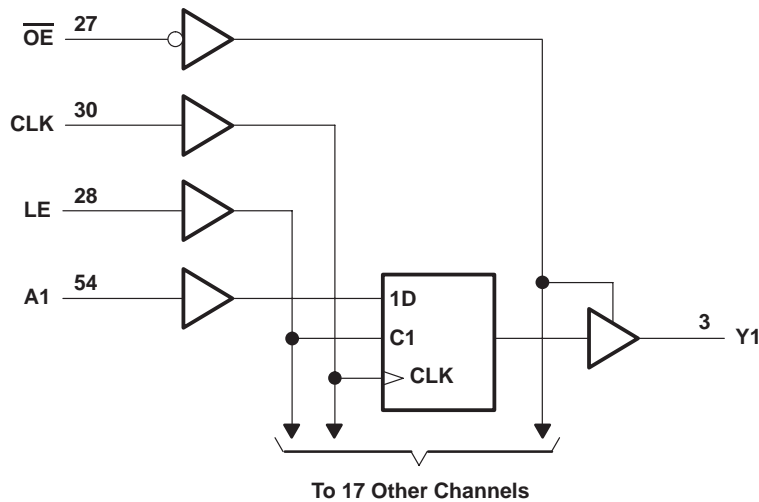 OE 27
CLK 30
LE 28
A1 54
1D
C1
CLK
3 Y1
To 17 Other Channels